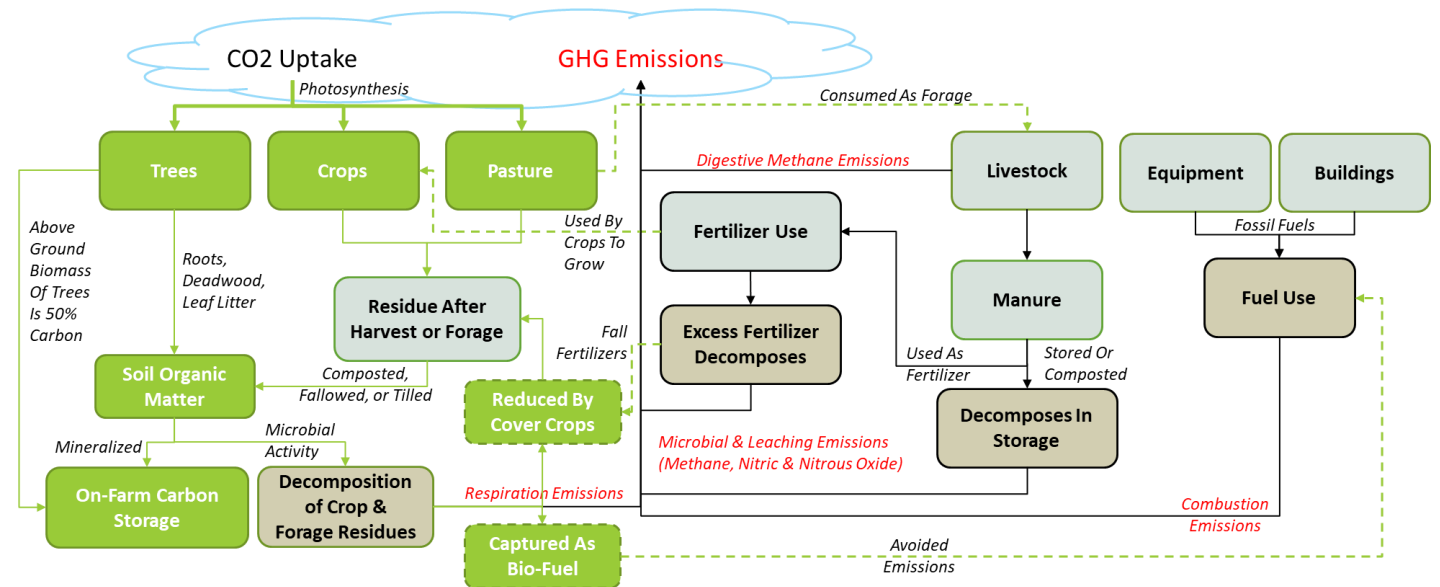 CO2 Uptake
GHG Emissions
Photosynthesis
Consumed As Forage
Trees
Crops
Pasture
Digestive Methane Emissions
Livestock
Equipment
Buildings
Above
Ground
Biomass
Of Trees
Is 50%
Carbon
Roots,
Deadwood,
Leaf Litter
Used By
Crops To
Grow
Fertilizer Use
Fossil Fuels
Residue After
Harvest or Forage
Manure
Fuel Use
Fall
Fertilizers
Excess Fertilizer
Decomposes
Used As
Fertilizer
Stored Or
Composted
Soil Organic
Matter
Composted,
Fallowed, or Tilled
Reduced By
Cover Crops
Decomposes In
Storage
Mineralized
Microbial
Activity
Microbial & Leaching Emissions
(Methane, Nitric & Nitrous Oxide)
On-Farm Carbon
Storage
Decomposition
of Crop &
Forage Residues
Respiration Emissions
Combustion
Emissions
Captured As
Bio-Fuel
Avoided
Emissions